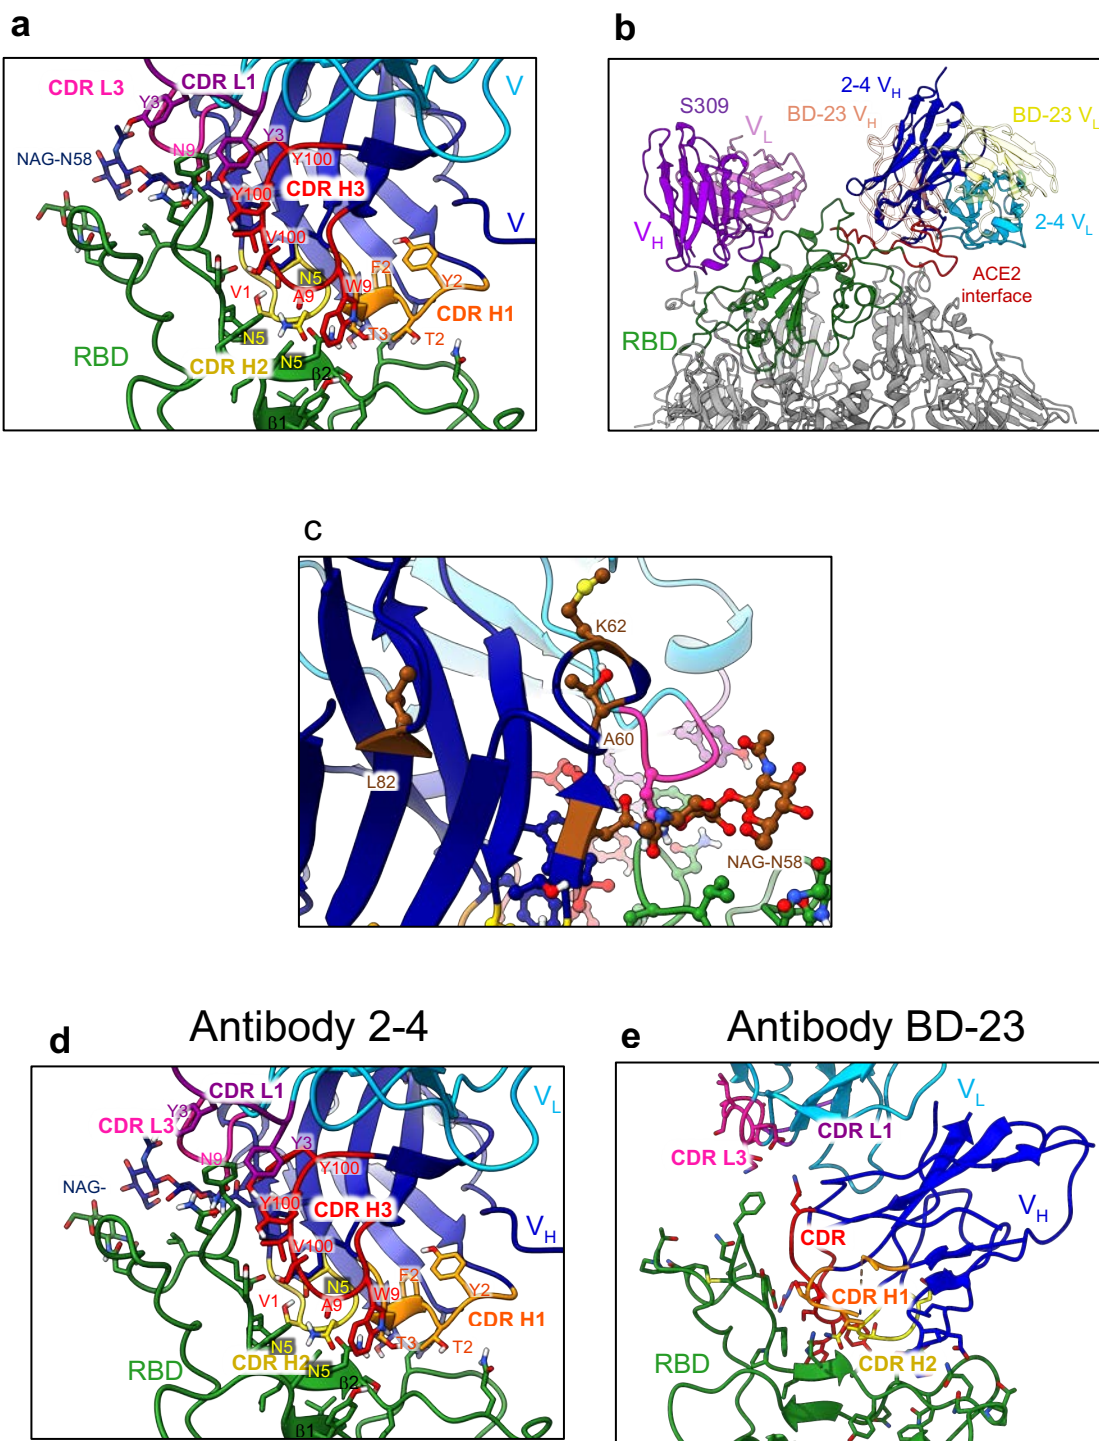 a
CDR L3
CDR L1
V
Y3
NAG-N58
N9
Y3
Y100
Y100
CDR H3
V100
V
N5
F2
V1
A9
W9
Y2
CDR H1
N5
T3
T2
RBD
CDR H2
N5
β2
β1
b
2-4 VH
S309
BD-23 VH
BD-23 VL
VL
VH
2-4 VL
ACE2
interface
RBD
c
K62
A60
L82
NAG-N58
Antibody 2-4
d
CDR L1
VL
Y3
CDR L3
N9
Y3
Y100
NAG-
Y100
CDR H3
VH
V100
N5
F2
V1
A9
W9
Y2
CDR H1
N5
T3
T2
RBD
CDR H2
N5
β2
β1
Antibody BD-23
e
VL
CDR L1
CDR L3
VH
CDR
CDR H1
RBD
CDR H2